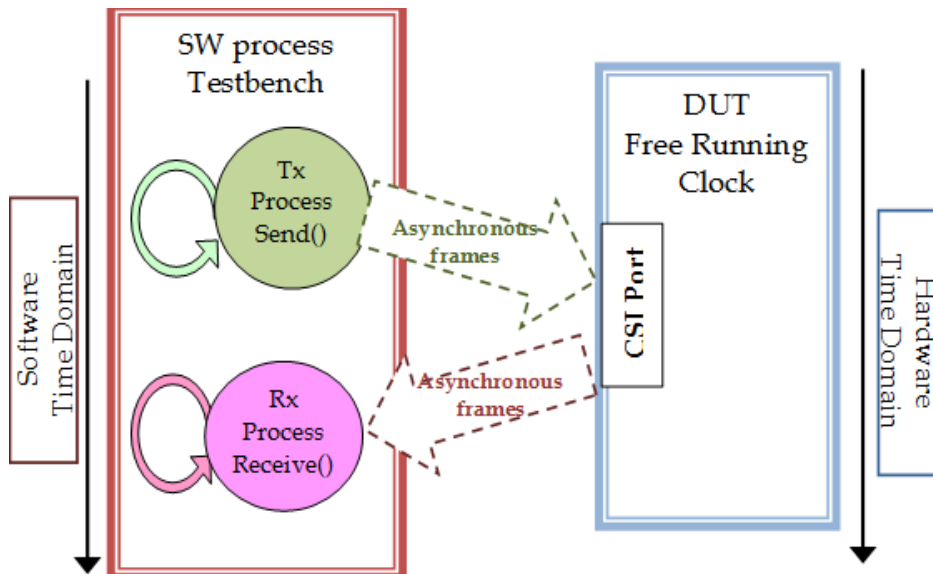 SW process
Testbench
Tx
Process
Send()
Asynchronous
frames
Rx
Process
Receive()
Asynchronous
frames
DUT
Free Running
Clock
CSI Port
Software
Time Domain
Hardware
Time Domain